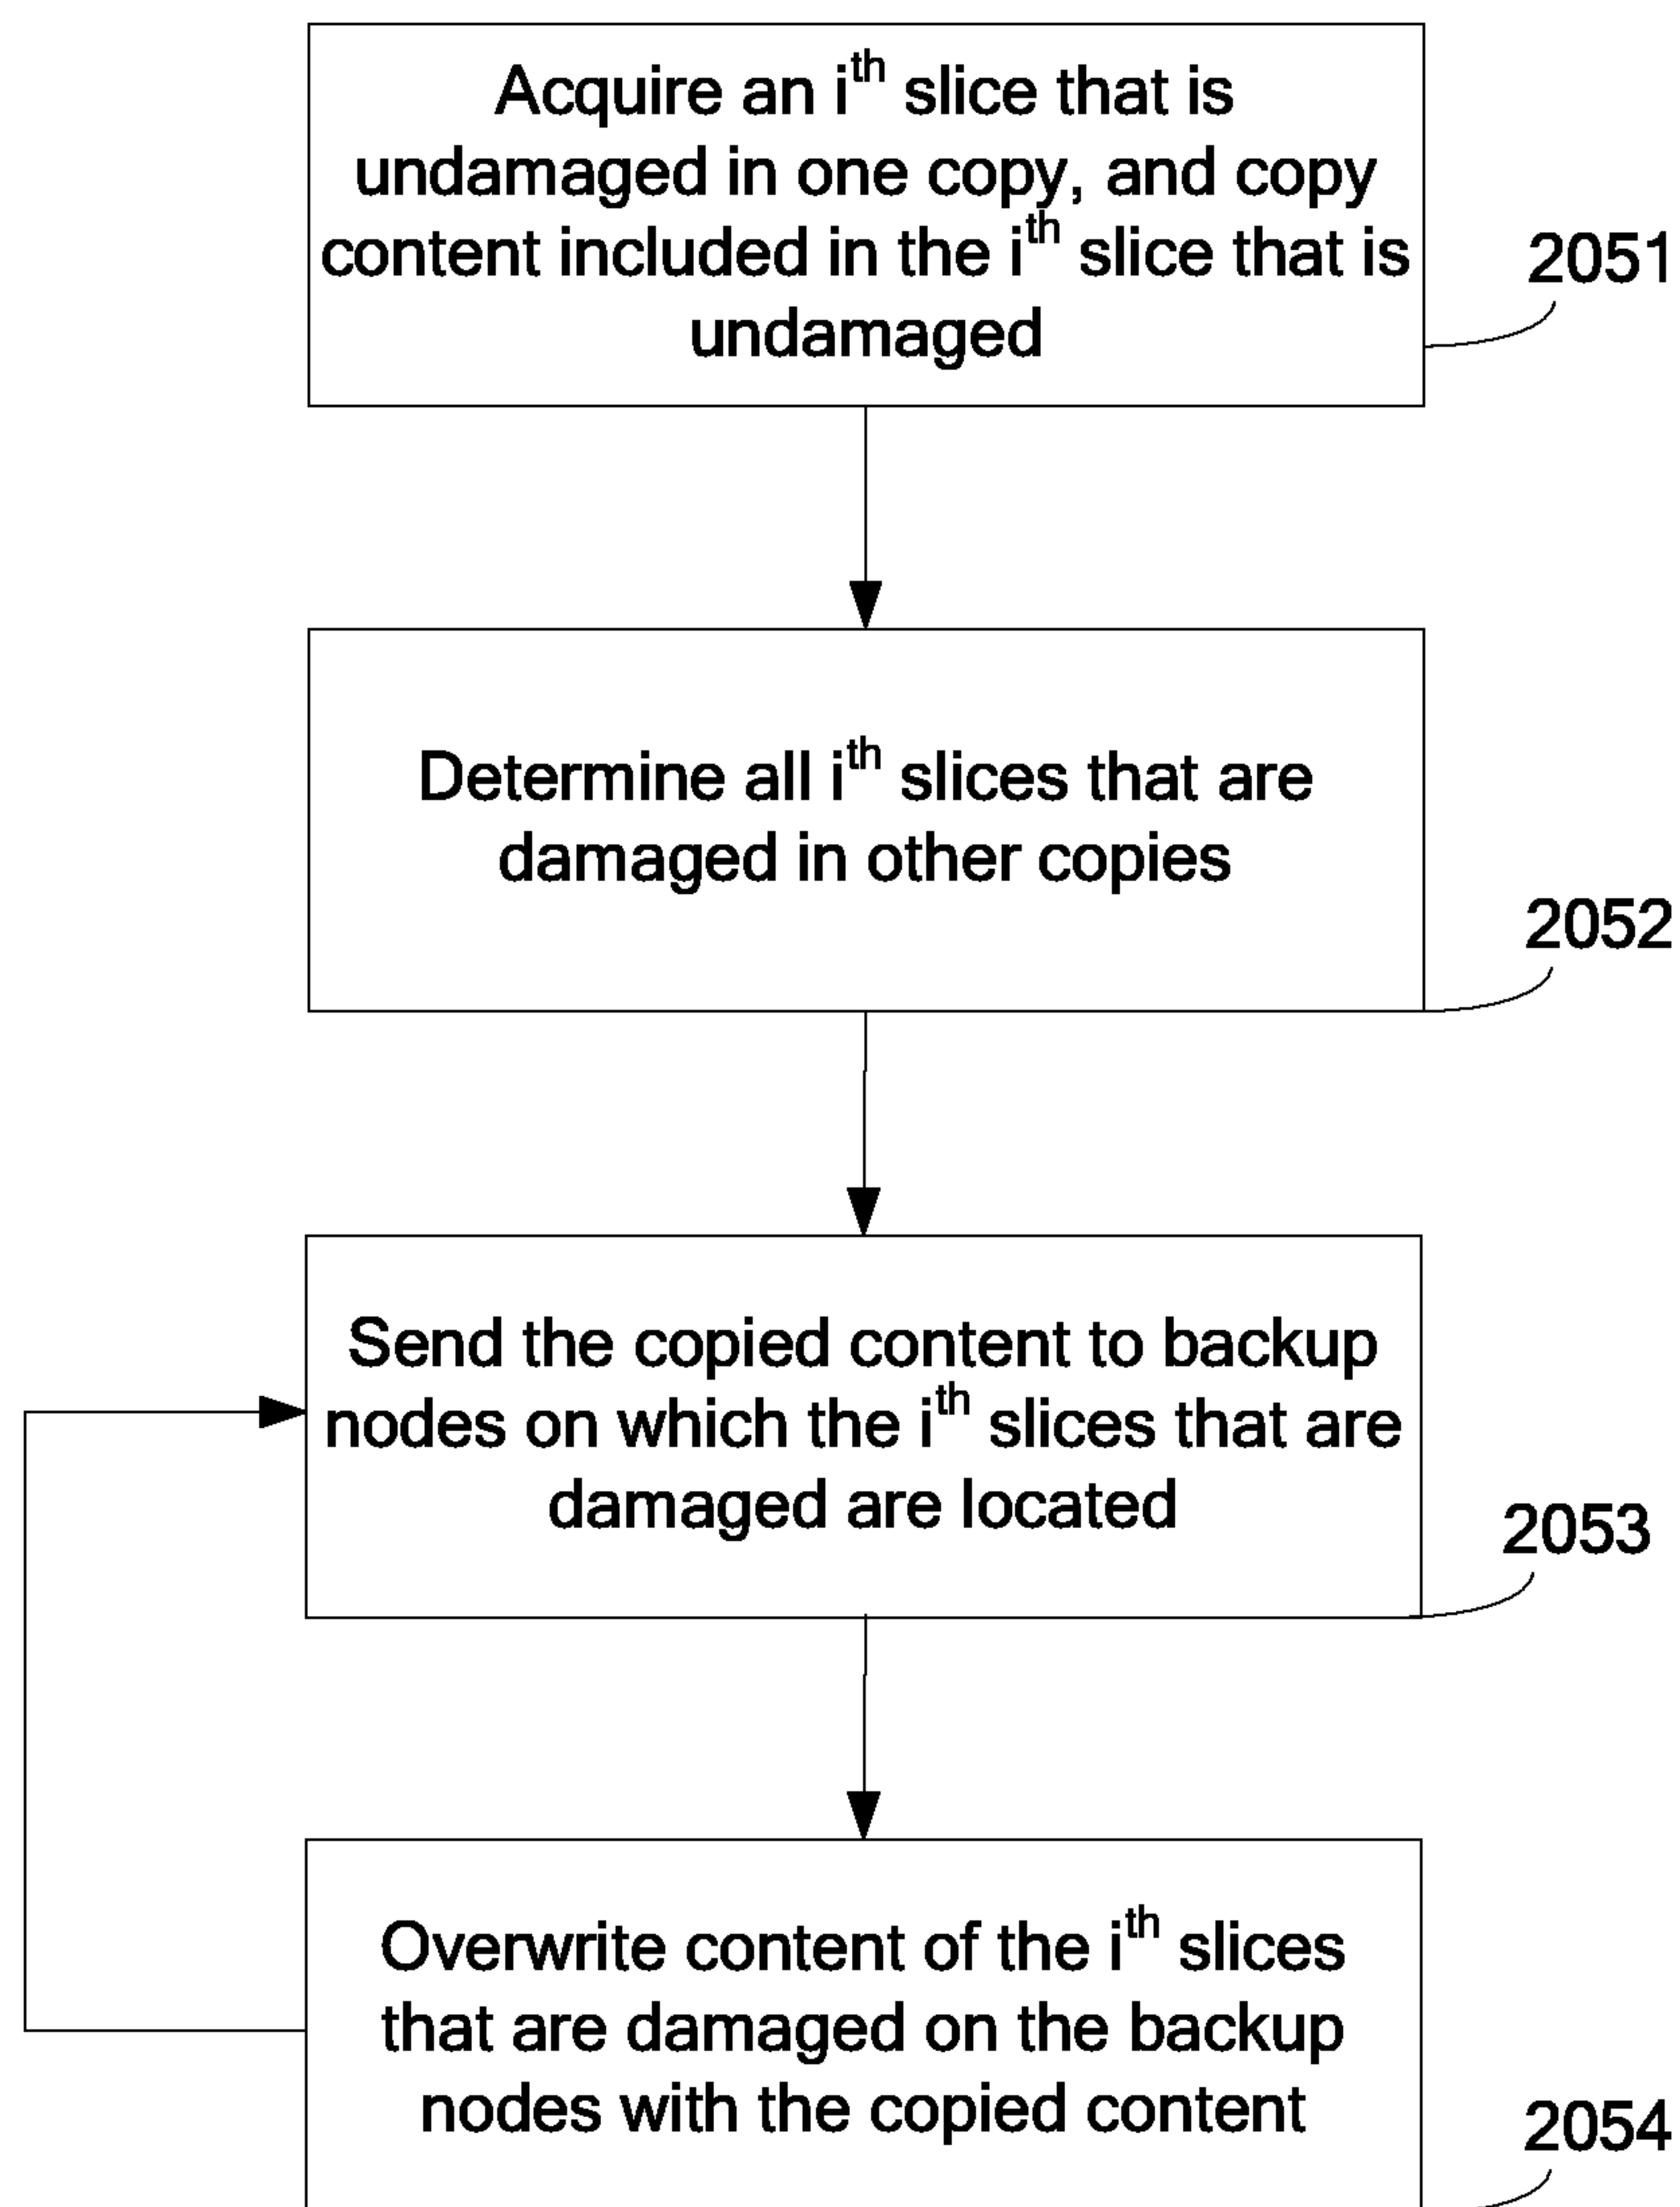 Acquire an ith slice that is
undamaged in one copy, and copy
content included in the ith slice that is
undamaged
2051
Determine all ith slices that are
damaged in other copies
2052
Send the copied content to backup
nodes on which the ith slices that are
damaged are located
2053
Overwrite content of the ith slices
that are damaged on the backup
nodes with the copied content
2054